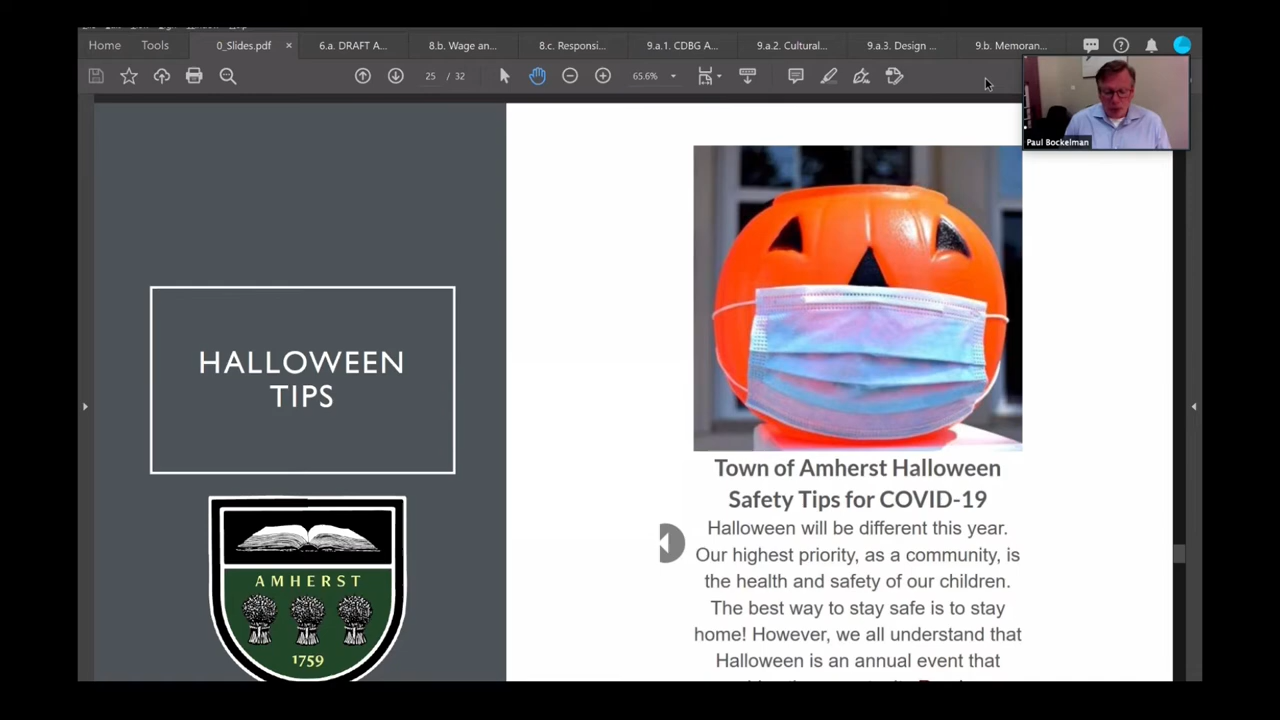 Home
Tools
0_Slides.pdf
6.a. DRAFT A...
8.b. Wage an...
8.c. Responsi...
9.a.1. CDBG A...
9.a.2. Cultural...
9.a.3. Design ...
9.b. Memoran...
25 / 32
65.6%
Paul Bockelman
HALLOWEEN
TIPS
AMHERST
1759
Town of Amherst Halloween
Safety Tips for COVID-19
Halloween will be different this year.
Our highest priority, as a community, is
the health and safety of our children.
The best way to stay safe is to stay
home! However, we all understand that
Halloween is an annual event that